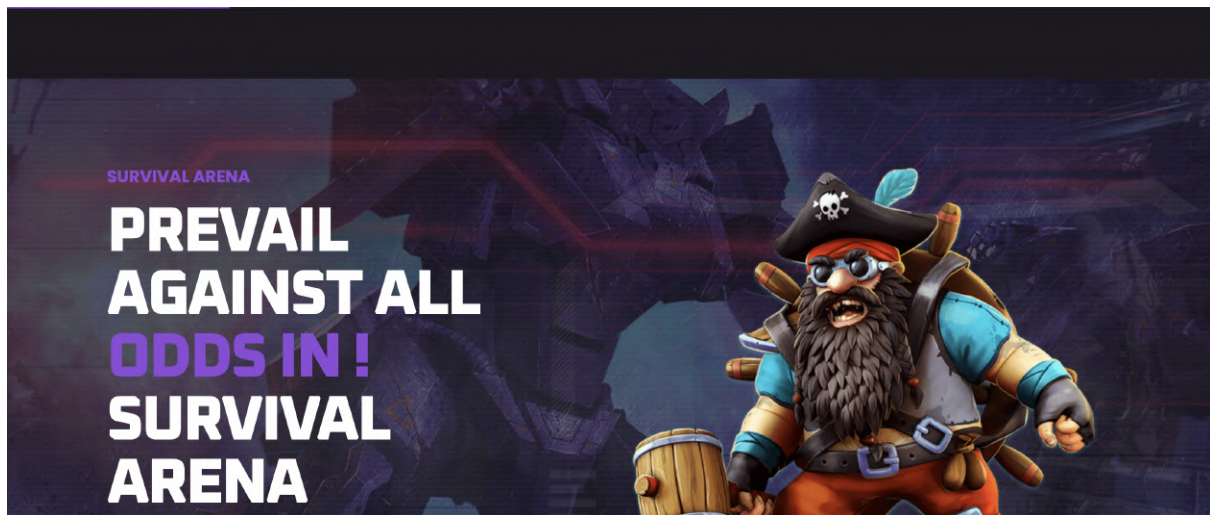 SURVIVAL ARENA
PREVAIL
AGAINST ALL
ODDS IN !
SURVIVAL
ARENA